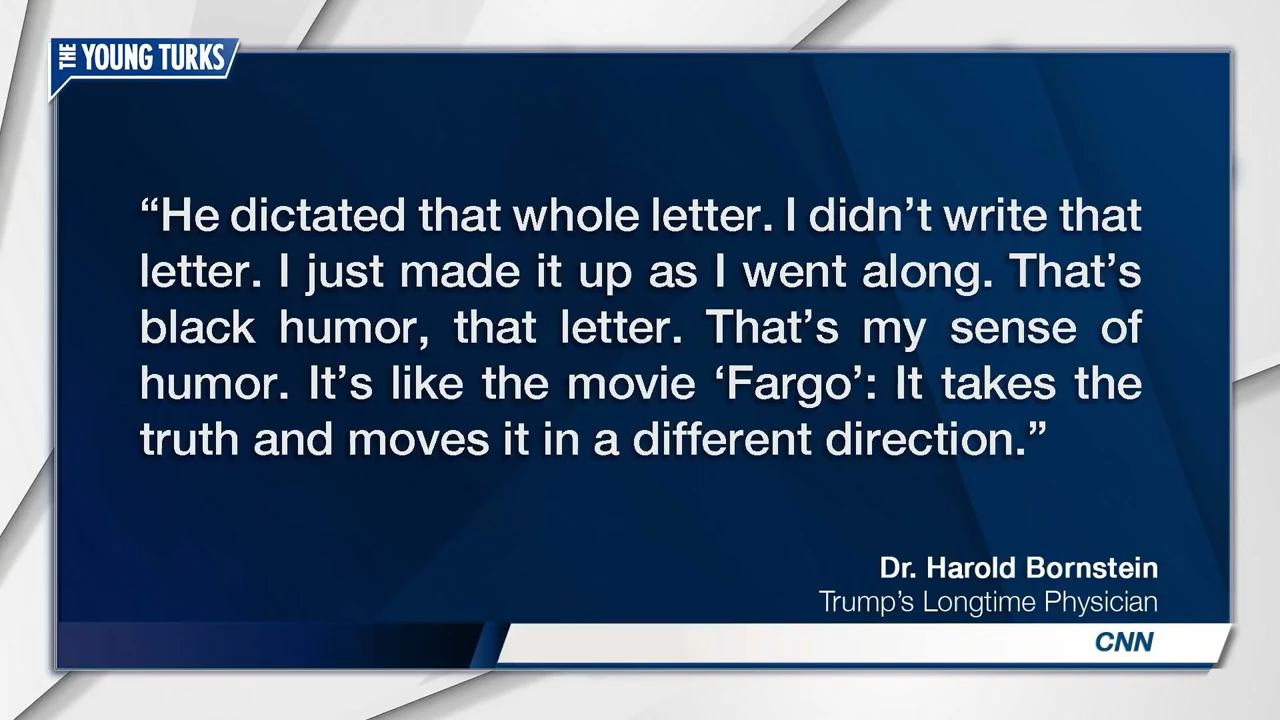 THE YOUNG TURKS
“He dictated that whole letter. I didn’t write that
letter. I just made it up as I went along. That’s
black humor, that letter. That’s my sense of
humor. It’s like the movie ‘Fargo’: It takes the
truth and moves it in a different direction.”
Dr. Harold Bornstein
Trump’s Longtime Physician
CNN